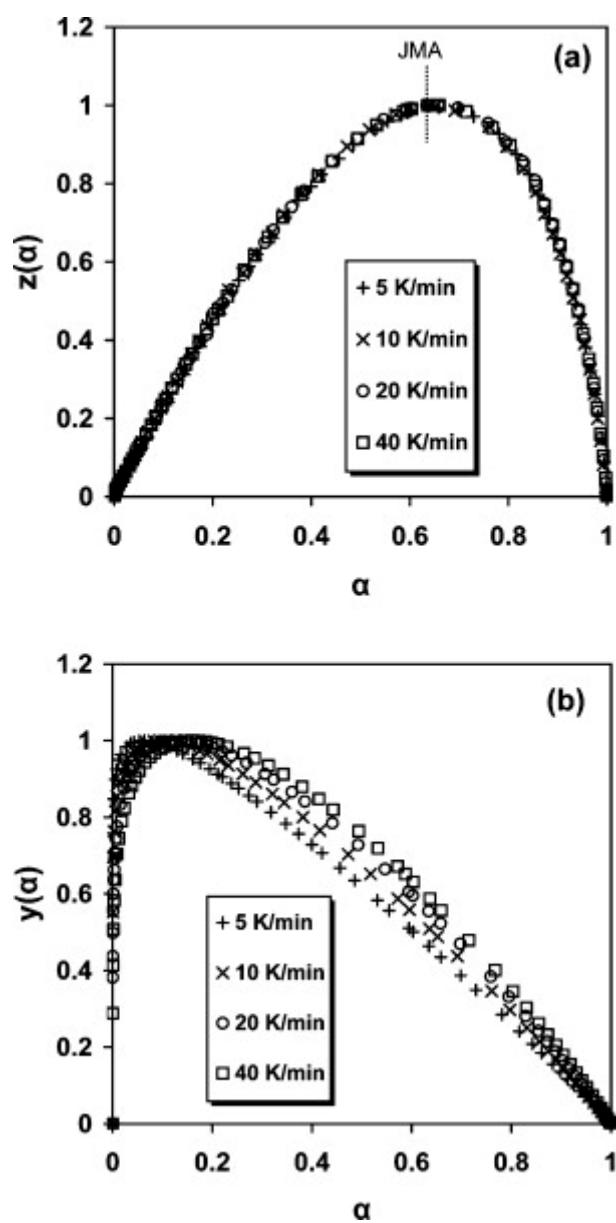 1.2
JMA
(a)
1
0.8
z(α)
0.6
+ 5 K/min
× 10 K/min
0.4
○ 20 K/min
0.2
□ 40 K/min
0
0 0.2 0.4 0.6 0.8 1
α
1.2
(b)
1
0.8
y(α)
0.6
+ 5 K/min
0.4
× 10 K/min
○ 20 K/min
0.2
□ 40 K/min
0
0 0.2 0.4 0.6 0.8 1
α